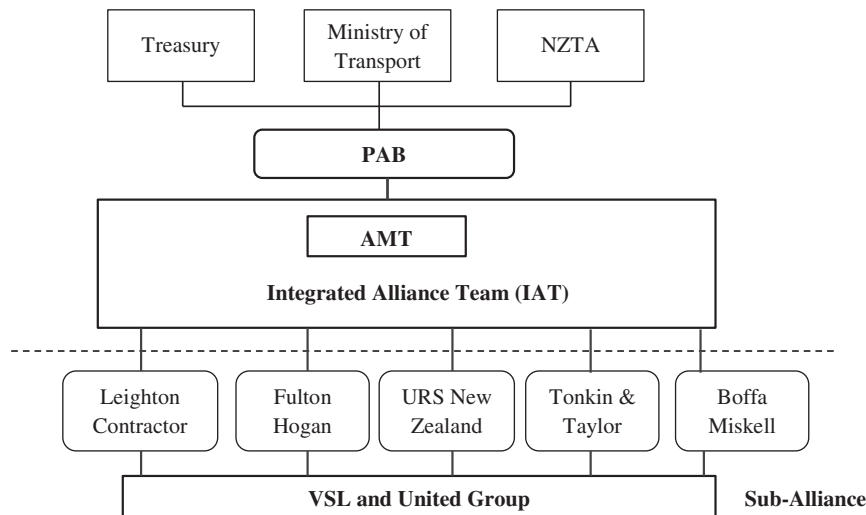 Treasury
Ministry of
Transport
NZTA
PAB
AMT
Integrated Alliance Team (IAT)
Leighton
Contractor
Fulton
Hogan
URS New
Zealand
Tonkin &
Taylor
Boffa
Miskell
VSL and United Group
Sub-Alliance